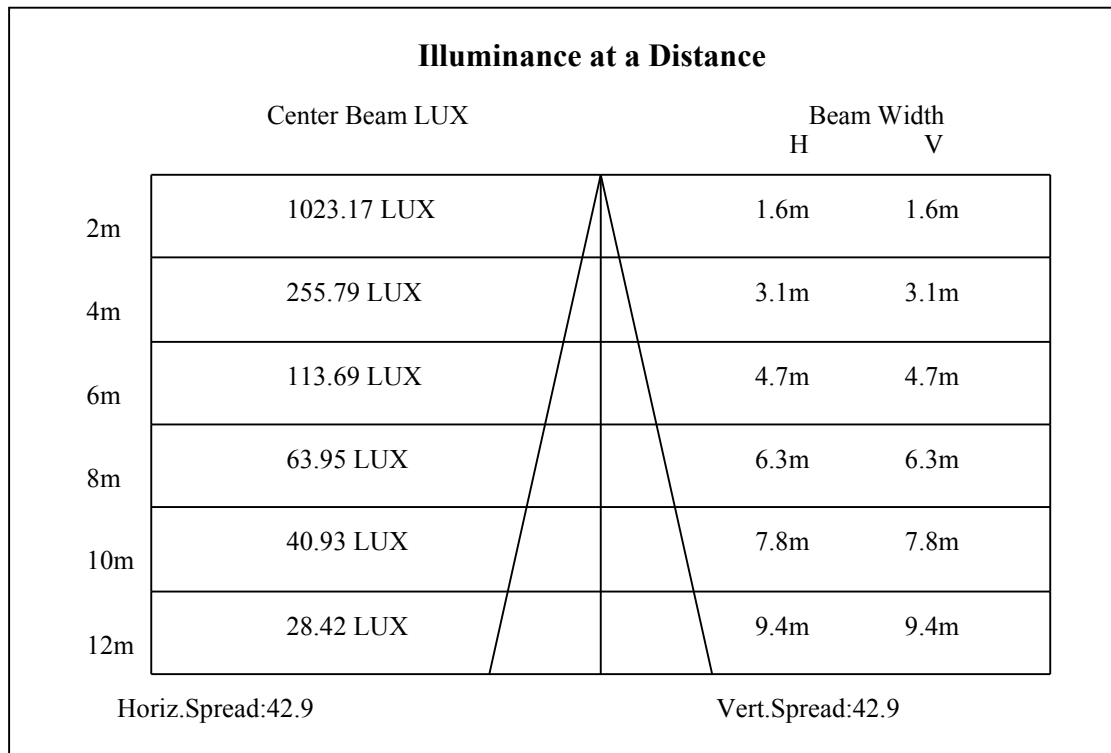 Illuminance at a Distance
Center Beam LUX Beam Width
H V
2m 1023.17 LUX 1.6m 1.6m
4m 255.79 LUX 3.1m 3.1m
6m 113.69 LUX 4.7m 4.7m
8m 63.95 LUX 6.3m 6.3m
10m 40.93 LUX 7.8m 7.8m
12m 28.42 LUX 9.4m 9.4m
Horiz.Spread:42.9 Vert.Spread:42.9